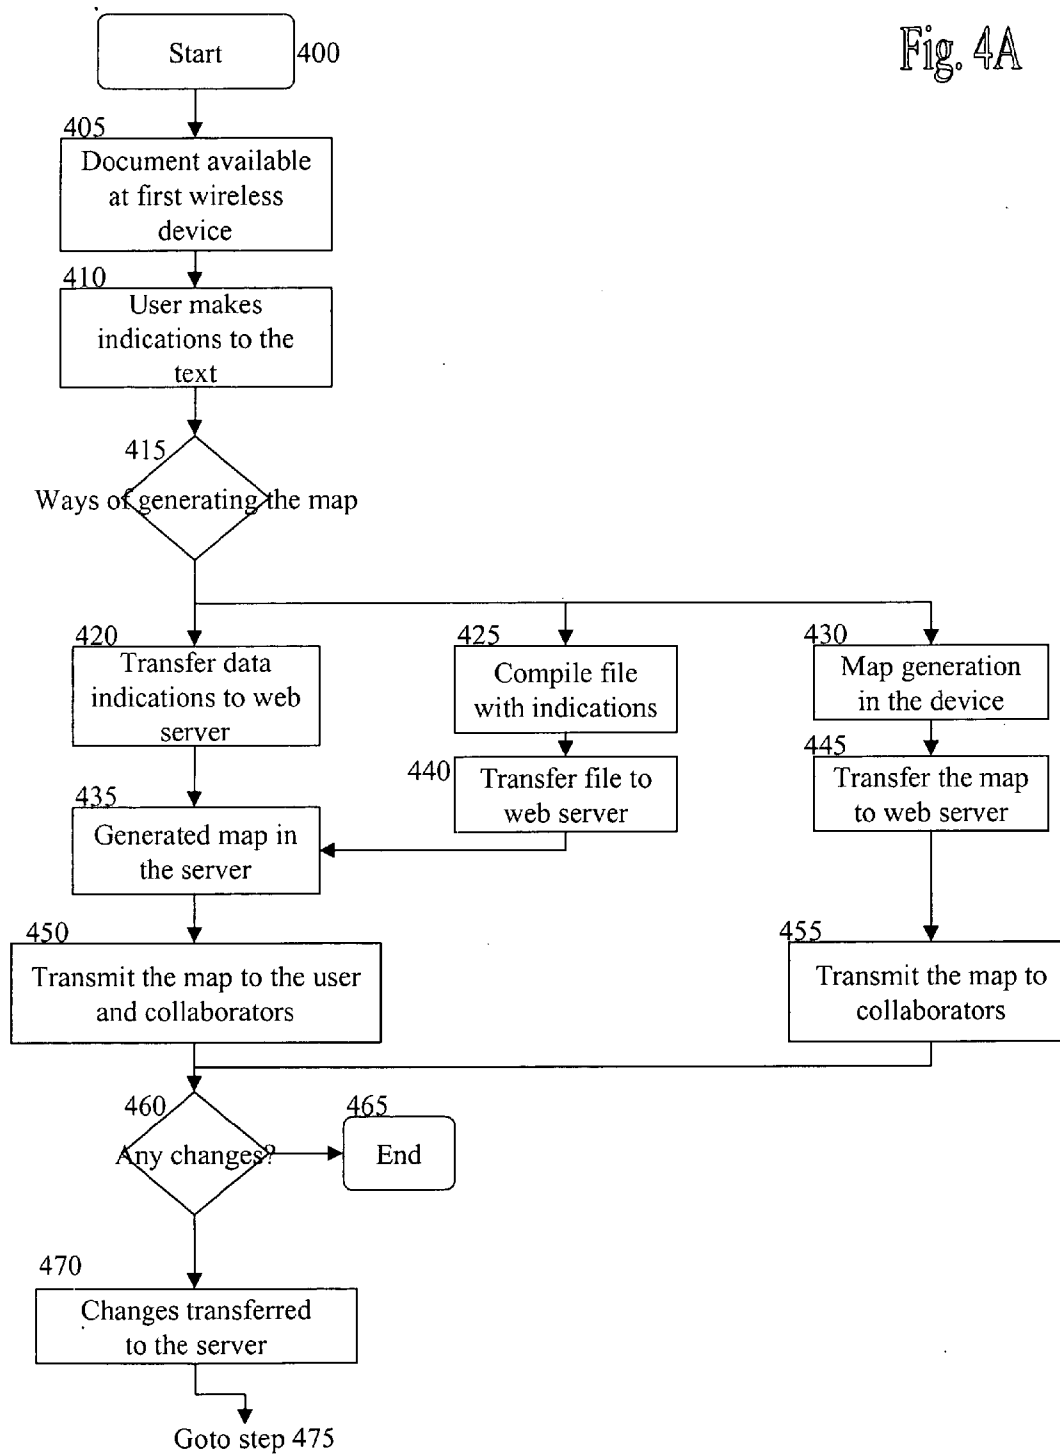 Fig. 4A
Start
400
405
Document available
at first wireless
device
410
User makes
indications to the
text
415
Ways of generating the map
420
Transfer data
indications to web
server
425
Compile file
with indications
430
Map generation
in the device
435
Generated map in
the server
440
Transfer file to
web server
445
Transfer the map
to web server
450
Transmit the map to the user
and collaborators
455
Transmit the map to
collaborators
460
Any changes?
465
End
470
Changes transferred
to the server
Goto step 475